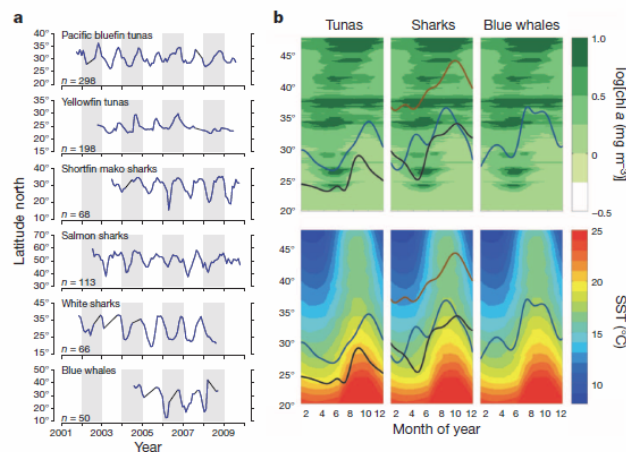 a
Pacific bluefin tunas
40°
35°
30°
25°
20°
n = 298
Yellowfin tunas
35°
30°
25°
20°
15°
n = 198
Shortfin mako sharks
40°
30°
20°
10°
n = 68
Salmon sharks
70°
60°
50°
40°
30°
n = 113
White sharks
45°
35°
25°
15°
n = 66
Blue whales
50°
40°
30°
20°
10°
n = 50
2001 2003 2005 2007 2009
Year
Latitude north
b
Tunas Sharks Blue whales
45°
40°
35°
30°
25°
20°
1.0
0.5
0
−0.5
log[chl a (mg m−3)]
45°
40°
35°
30°
25°
20°
25
20
15
10
SST (°C)
2 4 6 8 10 12 2 4 6 8 10 12 2 4 6 8 10 12
Month of year